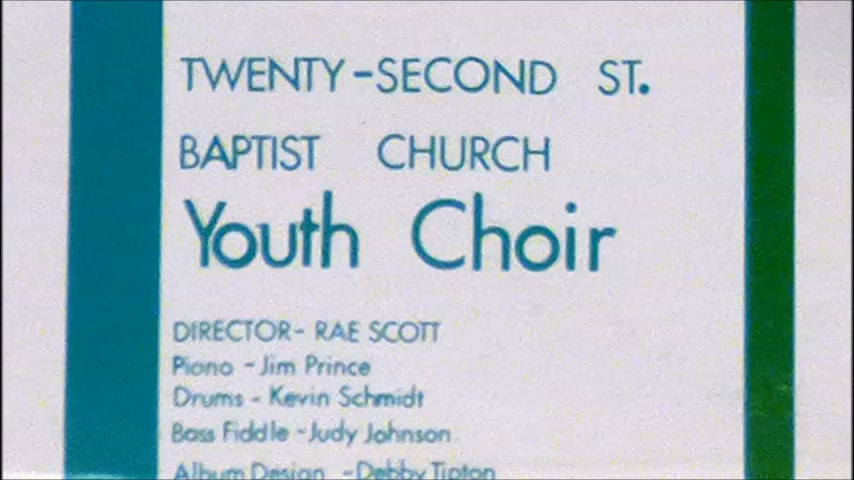 TWENTY-SECOND ST.
BAPTIST CHURCH
Youth Choir
DIRECTOR- RAE SCOTT
Piano - Jim Prince
Drums - Kevin Schmidt
Bass Fiddle - Judy Johnson
Album Design - Debby Tipton